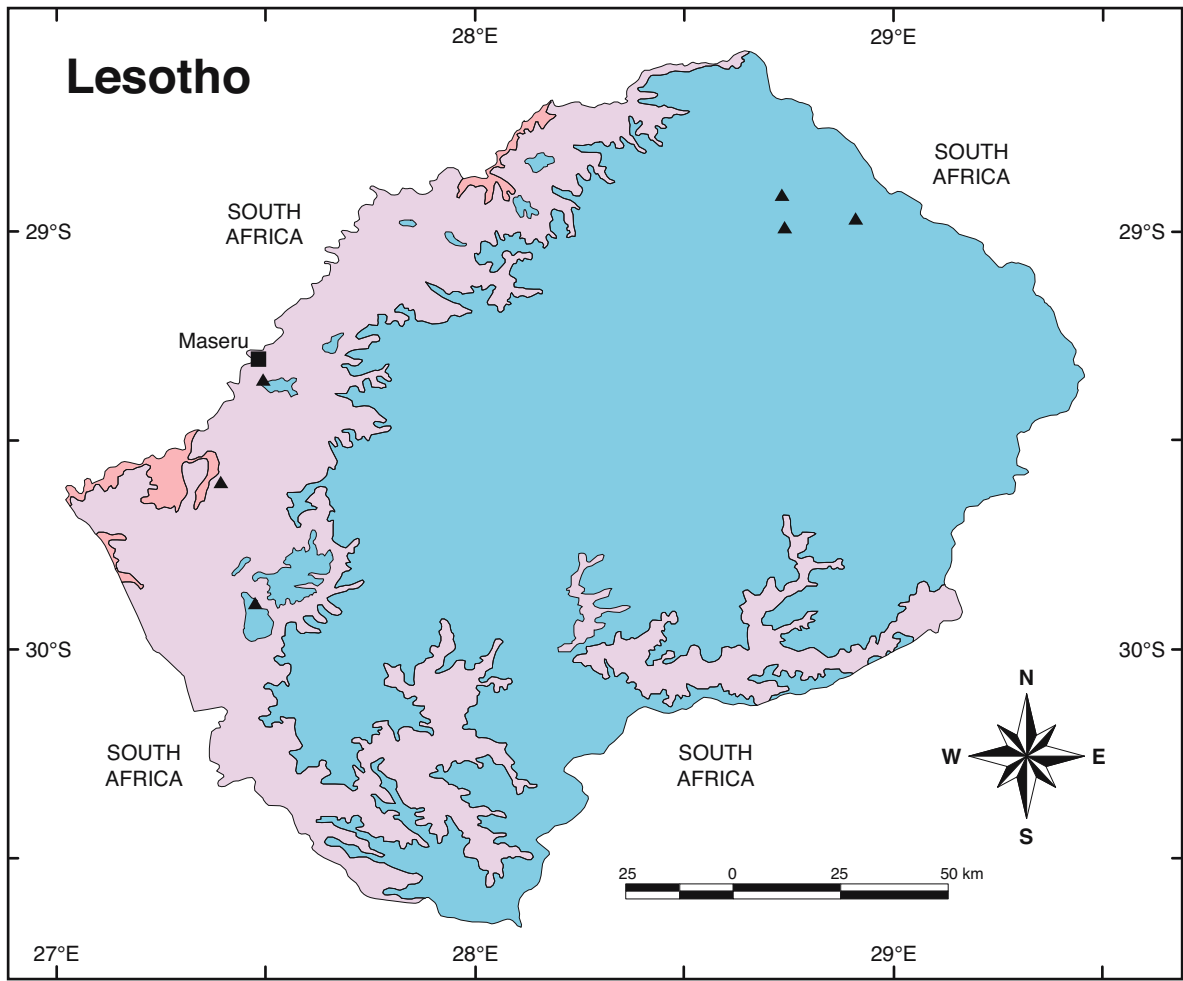 28°E
29°E
Lesotho
SOUTH
AFRICA
SOUTH
AFRICA
29°S
29°S
Maseru
30°S
30°S
N
SOUTH
AFRICA
SOUTH
AFRICA
W
E
S
25
0
25
50 km
27°E
28°E
29°E